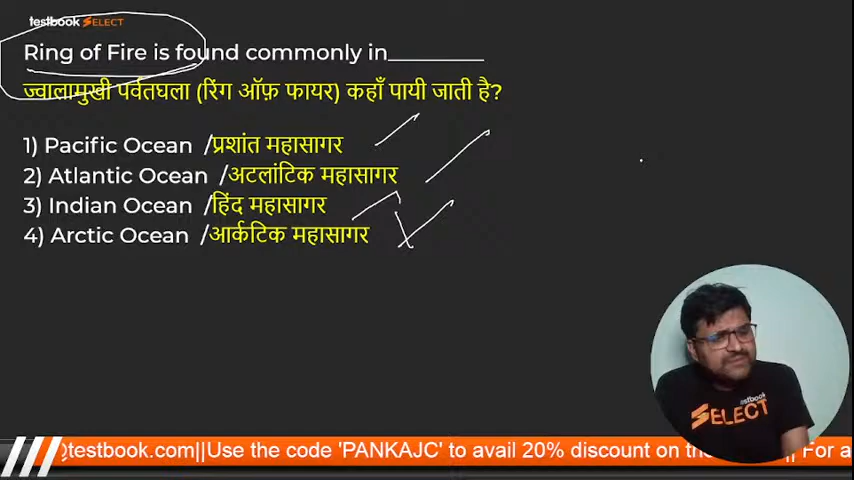 testbook SELECT
Ring of Fire is found commonly in________
ज्वालामुखी पर्वतघला (रिंग ऑफ़ फायर) कहाँ पायी जाती है?
1) Pacific Ocean /प्रशांत महासागर
2) Atlantic Ocean /अटलांटिक महासागर
3) Indian Ocean /हिंद महासागर
4) Arctic Ocean /आर्कटिक महासागर
testbook
SELECT
@testbook.com||Use the code 'PANKAJC' to avail 20% discount on the || For a